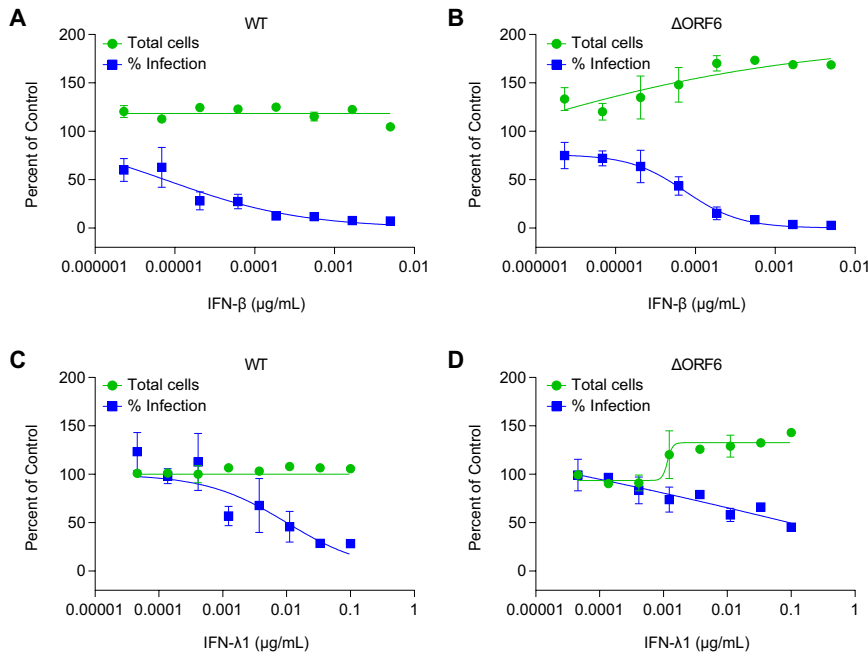 A
WT
200
150
100
50
0
Percent of Control
Total cells
% Infection
0.000001
0.00001
0.001
0.01
IFN-β (μg/mL)
B
ΔORF6
200
150
100
50
0
Percent of Control
Total cells
% Infection
0.000001
0.00001
0.001
0.01
IFN-β (μg/mL)
C
WT
200
150
100
50
0
Percent of Control
Total cells
% Infection
0.00001
0.0001
0.001
0.01
0.1
1
IFN-λ1 (μg/mL)
D
ΔORF6
200
150
100
50
0
Percent of Control
Total cells
% Infection
0.00001
0.0001
0.001
0.01
0.1
1
IFN-λ1 (μg/mL)